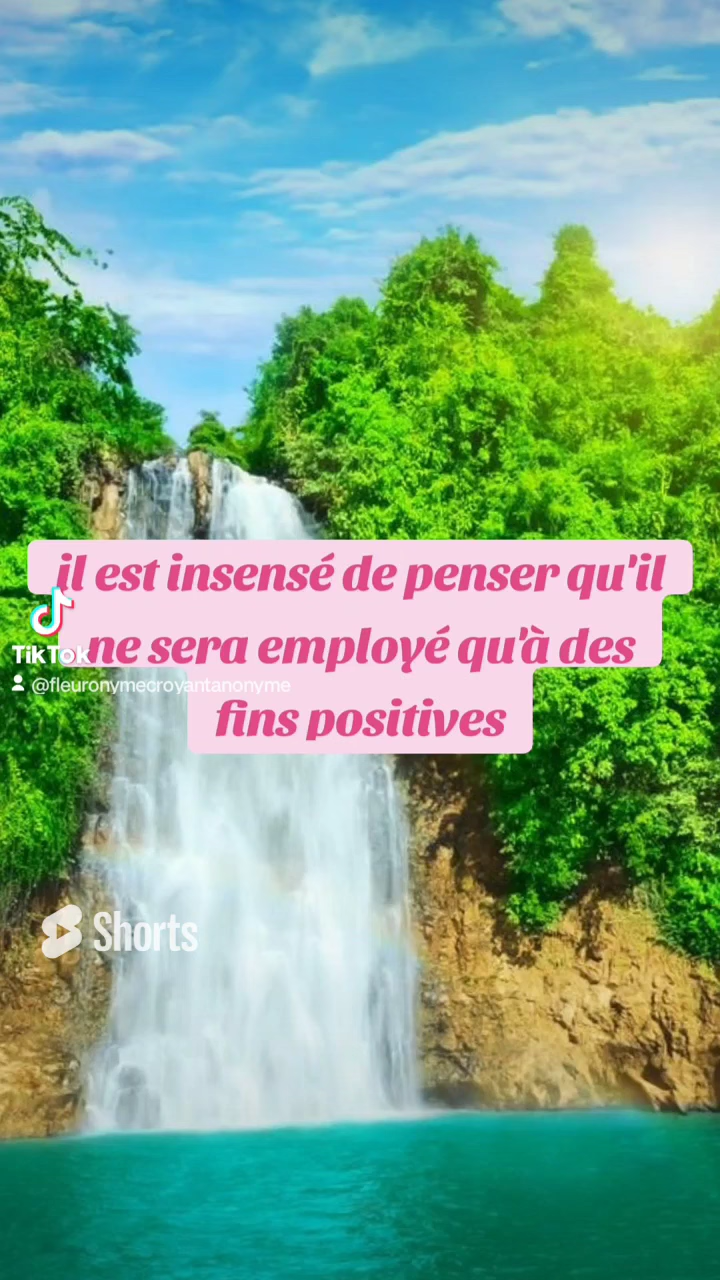 il est insensé de penser qu'il
ne sera employé qu'à des
fins positives
TikTok
@fleuronymecroyantanonyme
Shorts